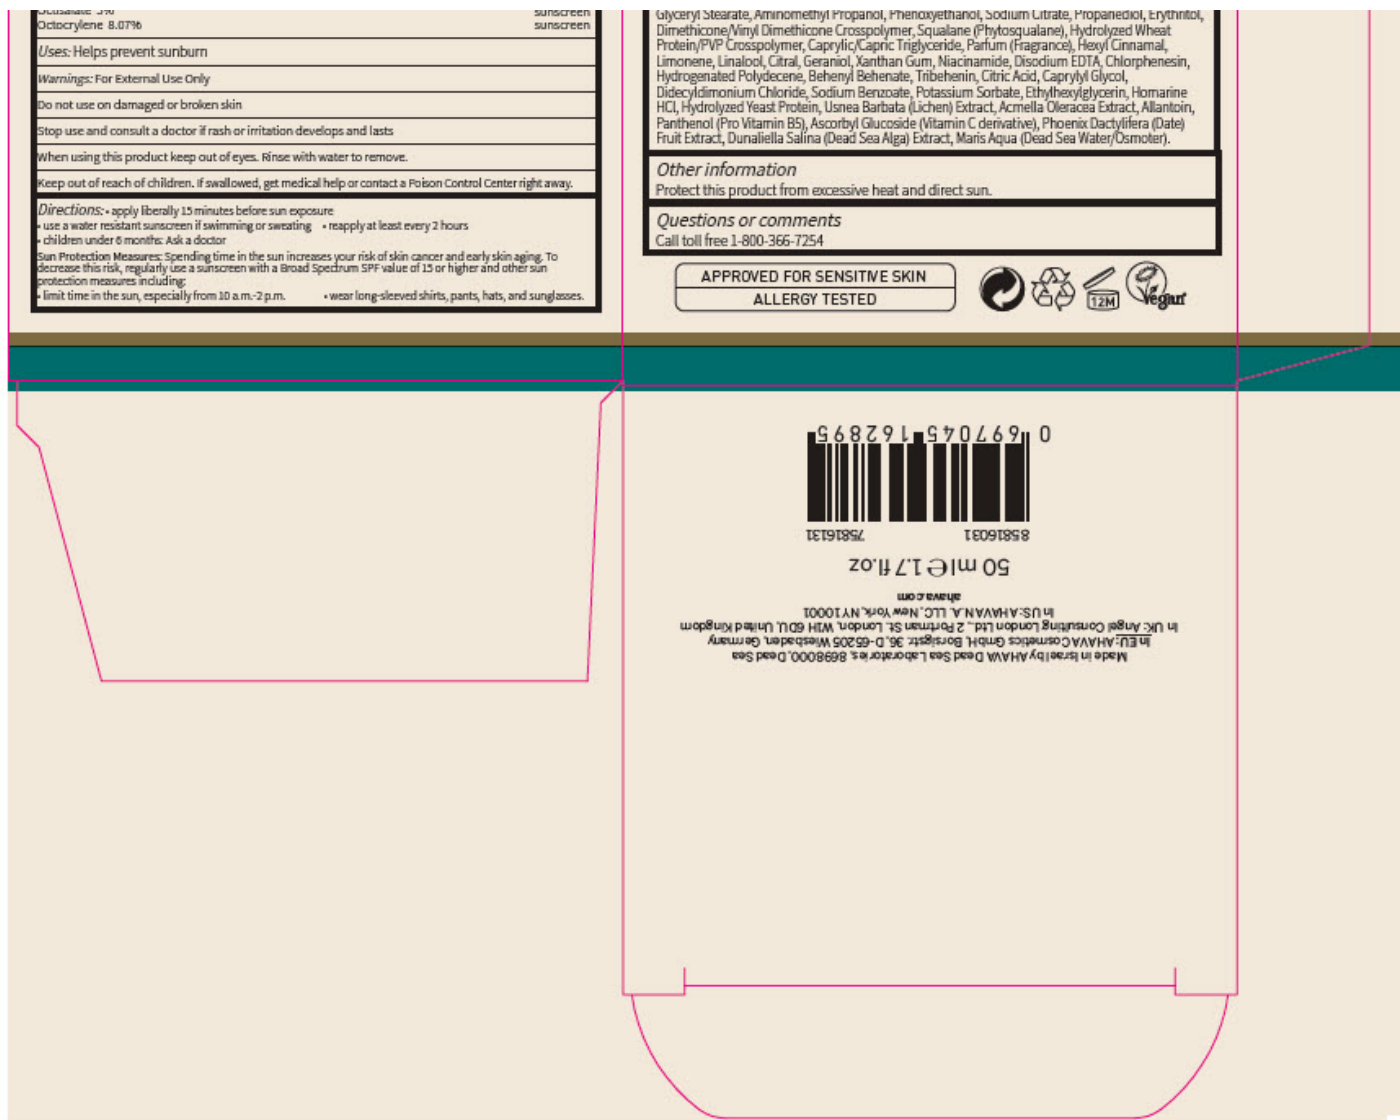 Octisalate 5% sunscreen
Octocrylene 8.07% sunscreen
Uses: Helps prevent sunburn
Warnings: For External Use Only
Do not use on damaged or broken skin
Stop use and consult a doctor if rash or irritation develops and lasts
When using this product keep out of eyes. Rinse with water to remove.
Keep out of reach of children. If swallowed, get medical help or contact a Poison Control Center right away.
Directions: • apply liberally 15 minutes before sun exposure
• use a water resistant sunscreen if swimming or sweating • reapply at least every 2 hours
• children under 6 months: Ask a doctor
Sun Protection Measures: Spending time in the sun increases your risk of skin cancer and early skin aging. To
decrease this risk, regularly use a sunscreen with a Broad Spectrum SPF value of 15 or higher and other sun
protection measures including:
• limit time in the sun, especially from 10 a.m.-2 p.m. • wear long-sleeved shirts, pants, hats, and sunglasses.
Glyceryl Stearate, Aminomethyl Propanol, Phenoxyethanol, Sodium Citrate, Propanediol, Erythritol,
Dimethicone/Vinyl Dimethicone Crosspolymer, Squalane (Phytosqualane), Hydrolyzed Wheat
Protein/PVP Crosspolymer, Caprylic/Capric Triglyceride, Parfum (Fragrance), Hexyl Cinnamal,
Limonene, Linalool, Citral, Geraniol, Xanthan Gum, Niacinamide, Disodium EDTA, Chlorphenesin,
Hydrogenated Polydecene, Behenyl Behenate, Tribehenin, Citric Acid, Caprylyl Glycol,
Didecyldimonium Chloride, Sodium Benzoate, Potassium Sorbate, Ethylhexylglycerin, Homarine
HCl, Hydrolyzed Yeast Protein, Usnea Barbata (Lichen) Extract, Acmella Oleracea Extract, Allantoin,
Panthenol (Pro Vitamin B5), Ascorbyl Glucoside (Vitamin C derivative), Phoenix Dactylifera (Date)
Fruit Extract, Dunaliella Salina (Dead Sea Alga) Extract, Maris Aqua (Dead Sea Water/Osmoter).
Other information
Protect this product from excessive heat and direct sun.
Questions or comments
Call toll free 1-800-366-7254
APPROVED FOR SENSITIVE SKIN
ALLERGY TESTED
12M
Vegan
Made in Israel by AHAVA Dead Sea Laboratories, 8698000, Dead Sea
In EU: AHAVA Cosmetics GmbH, Borsigstr. 36, D-65205 Wiesbaden, Germany
In UK: Angel Consulting London Ltd., 2 Portman St. London, W1H 6DU, United Kingdom
In US: AHAVA N.A. LLC, New York, NY 10001
ahava.com
50 ml ℮ 1.7 fl.oz
85816031 75816131
0 697045 162895